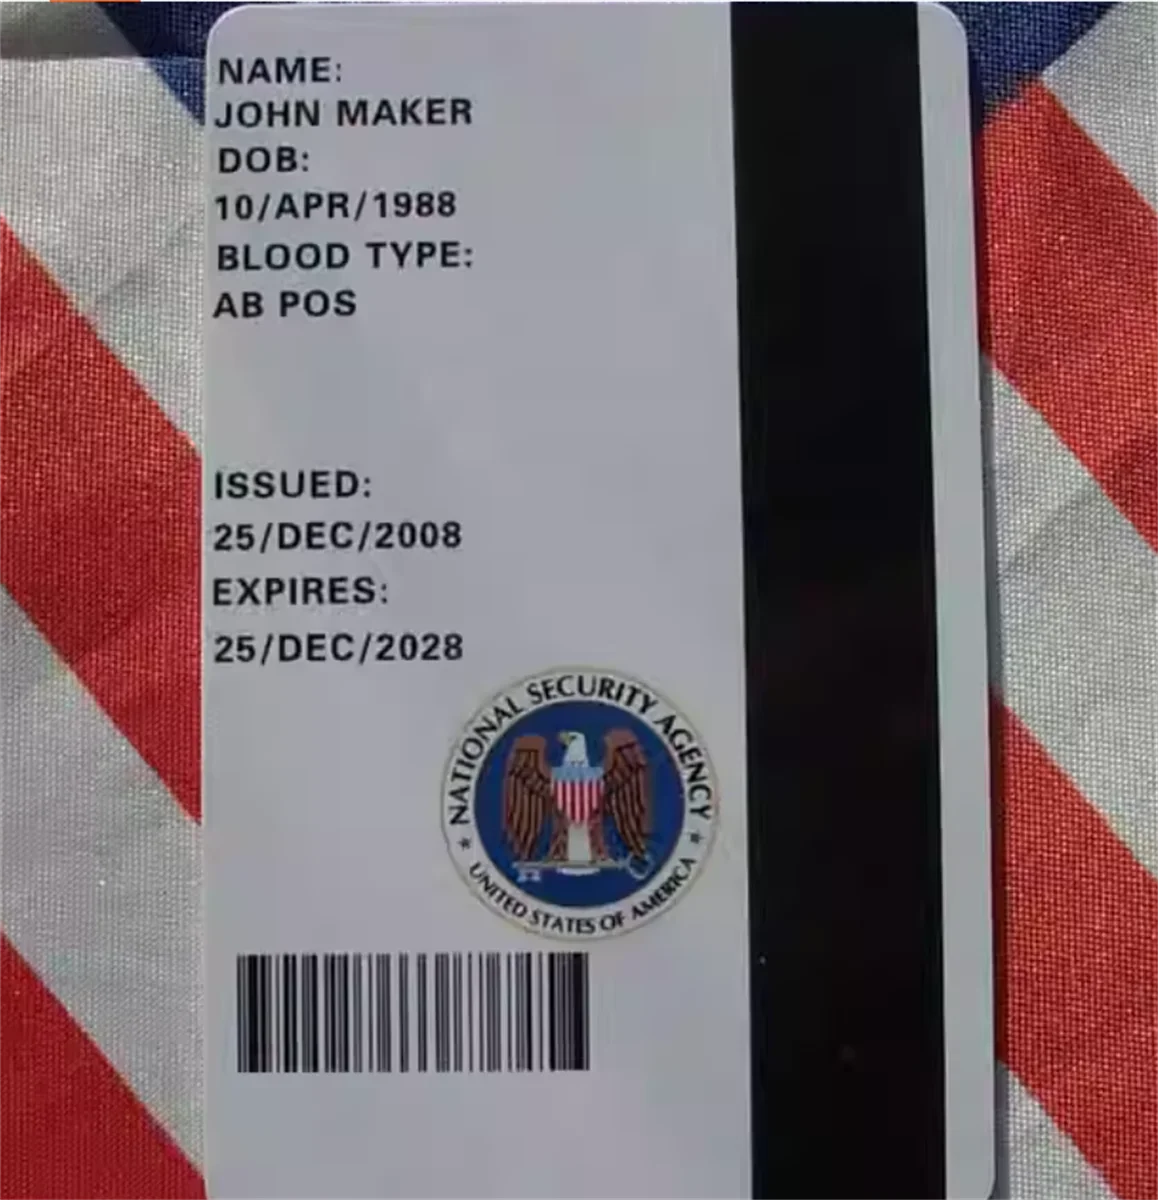 NAME:
JOHN MAKER
DOB:
10/APR/1988
BLOOD TYPE:
AB POS
ISSUED:
25/DEC/2008
EXPIRES:
25/DEC/2028
NATIONAL SECURITY AGENCY
UNITED STATES OF AMERICA